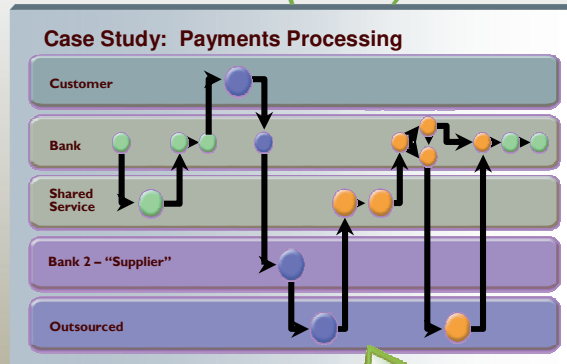 Case Study: Payments Processing
Customer
Bank
Shared
Service
Bank 2 – “Supplier”
Outsourced